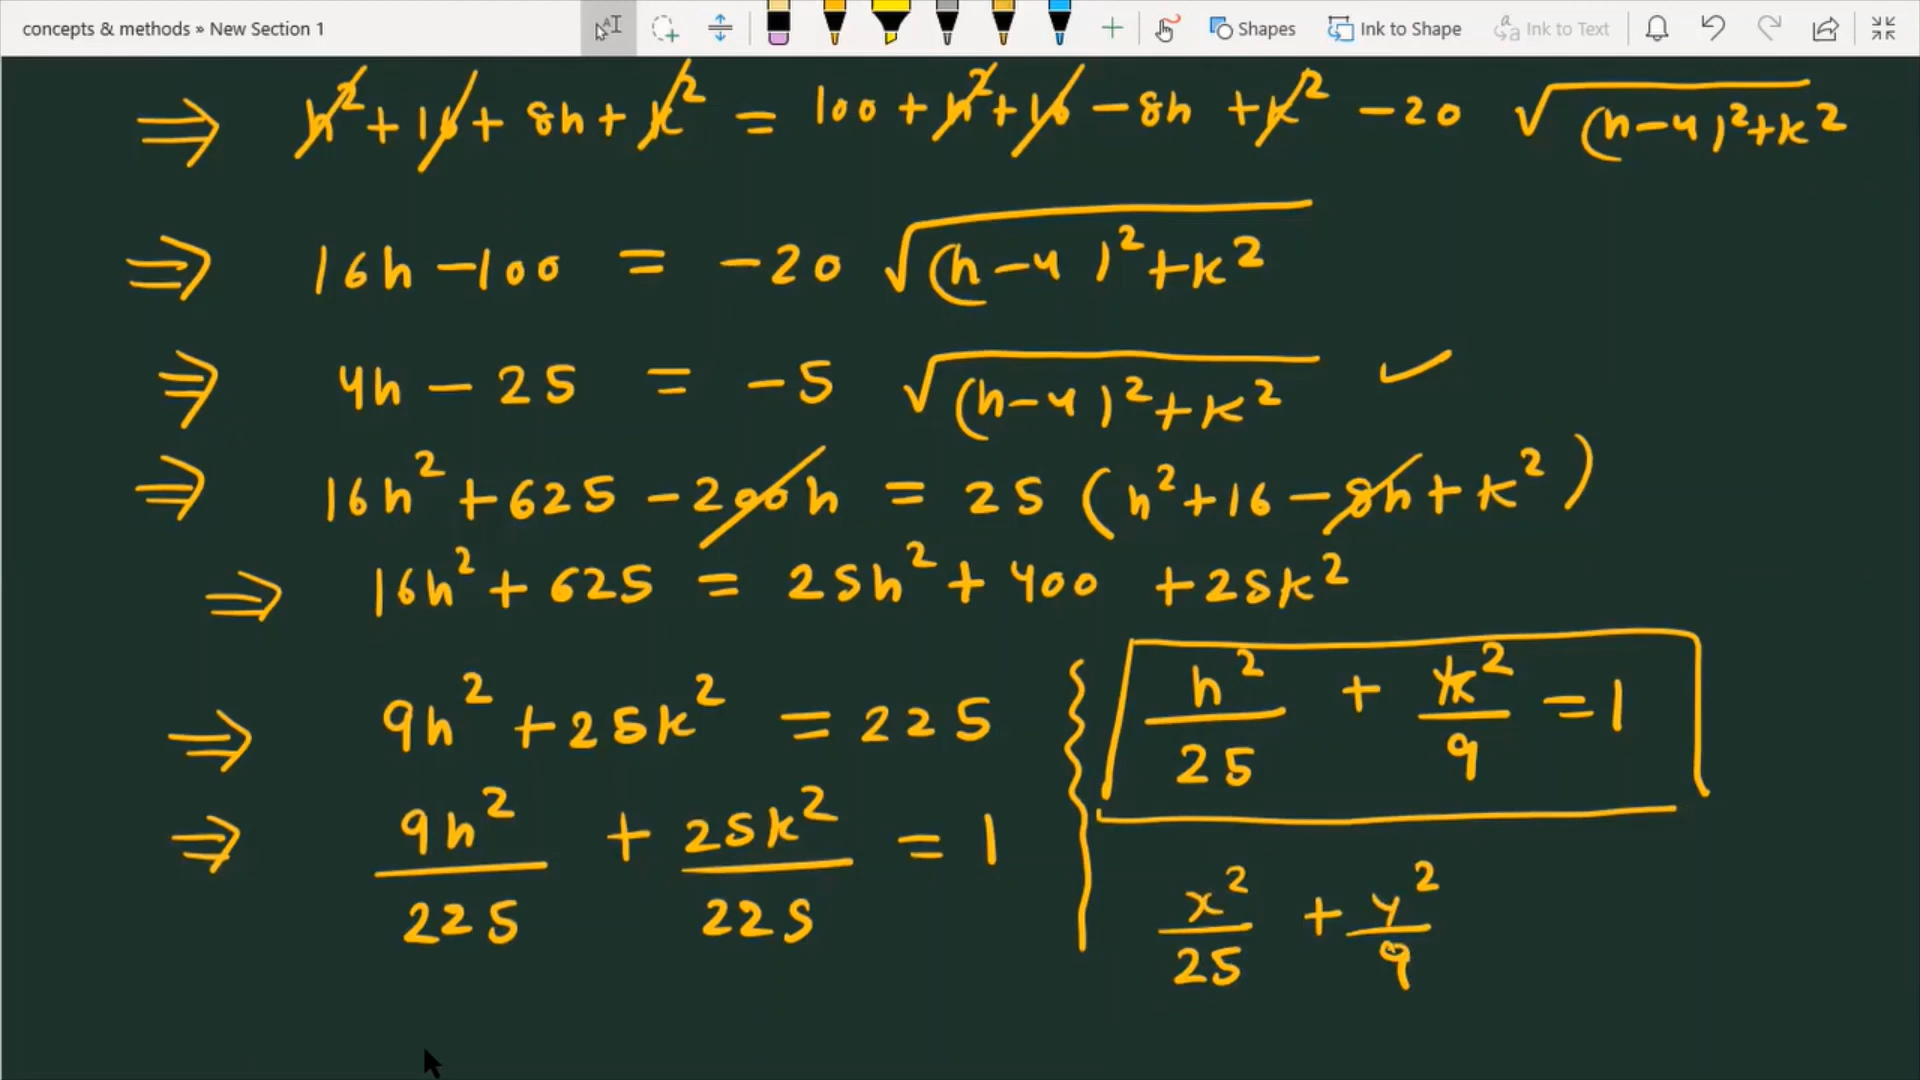 concepts & methods » New Section 1 Shapes Ink to Shape Ink to Text
⇒ h² + 16 + 8h + k² = 100 + h² + 16 - 8h + k² - 20 √(h-4)²+k²
⇒ 16h - 100 = -20 √(h-4)²+k²
⇒ 4h - 25 = -5 √(h-4)²+k² ✓
⇒ 16h² + 625 - 200h = 25 (h² + 16 - 8h + k²)
⇒ 16h² + 625 = 25h² + 400 + 25k²
⇒ 9h² + 25k² = 225
⇒ 9h²/225 + 25k²/225 = 1
h²/25 + k²/9 = 1
x²/25 + y²/9